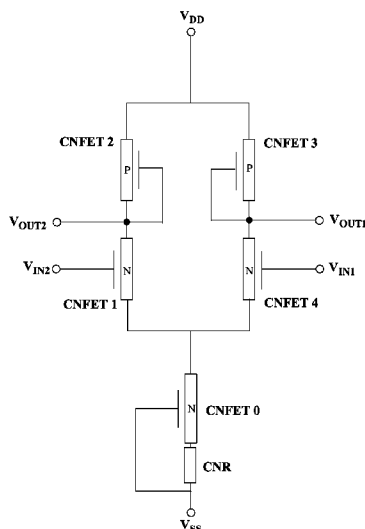 VDD
CNFET 2
CNFET 3
P
P
VOUT2
VOUT1
VIN2
N
N
VIN1
CNFET 1
CNFET 4
N
CNFET 0
CNR
VSS